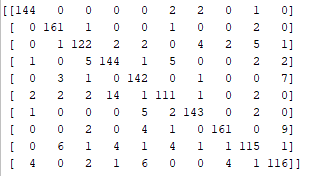 [[144 0 0 0 0 2 2 0 1 0]
[ 0 161 1 0 0 1 0 0 2 0]
[ 0 1 122 2 2 0 4 2 5 1]
[ 1 0 5 144 1 5 0 0 2 2]
[ 0 3 1 0 142 0 1 0 0 7]
[ 2 2 2 14 1 111 1 0 2 0]
[ 1 0 0 0 5 2 143 0 2 0]
[ 0 0 2 0 4 1 0 161 0 9]
[ 0 6 1 4 1 4 1 1 115 1]
[ 4 0 2 1 6 0 0 4 1 116]]